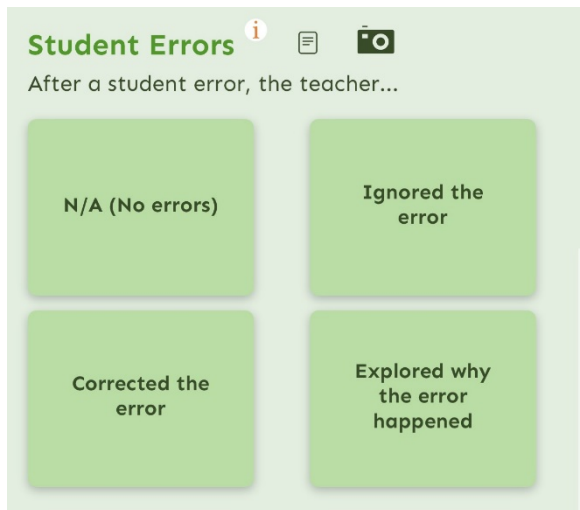 Student Errors i
After a student error, the teacher...
N/A (No errors)
Ignored the
error
Corrected the
error
Explored why
the error
happened